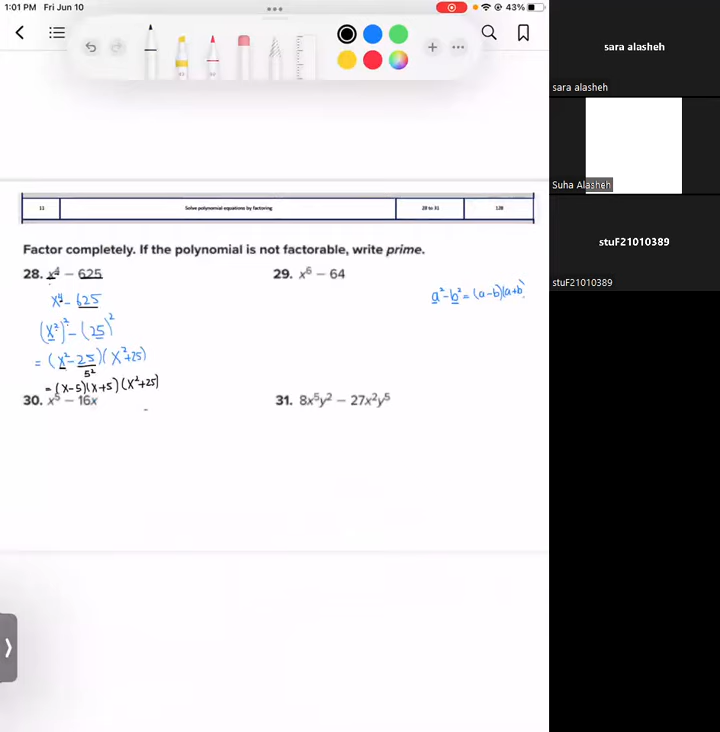 1:01 PM Fri Jun 10
43%
sara alasheh
sara alasheh
Suha Alasheh
stuF21010389
stuF21010389
11 Solve polynomial equations by factoring 28 to 31 128
Factor completely. If the polynomial is not factorable, write prime.
28. x⁴ − 625
29. x⁶ − 64
a² − b² = (a−b)(a+b)
x⁴ − 625
(x²)² − (25)²
= (x² − 25)(x² + 25)
5²
= (x−5)(x+5)(x²+25)
30. x⁵ − 16x
31. 8x⁵y² − 27x²y⁵